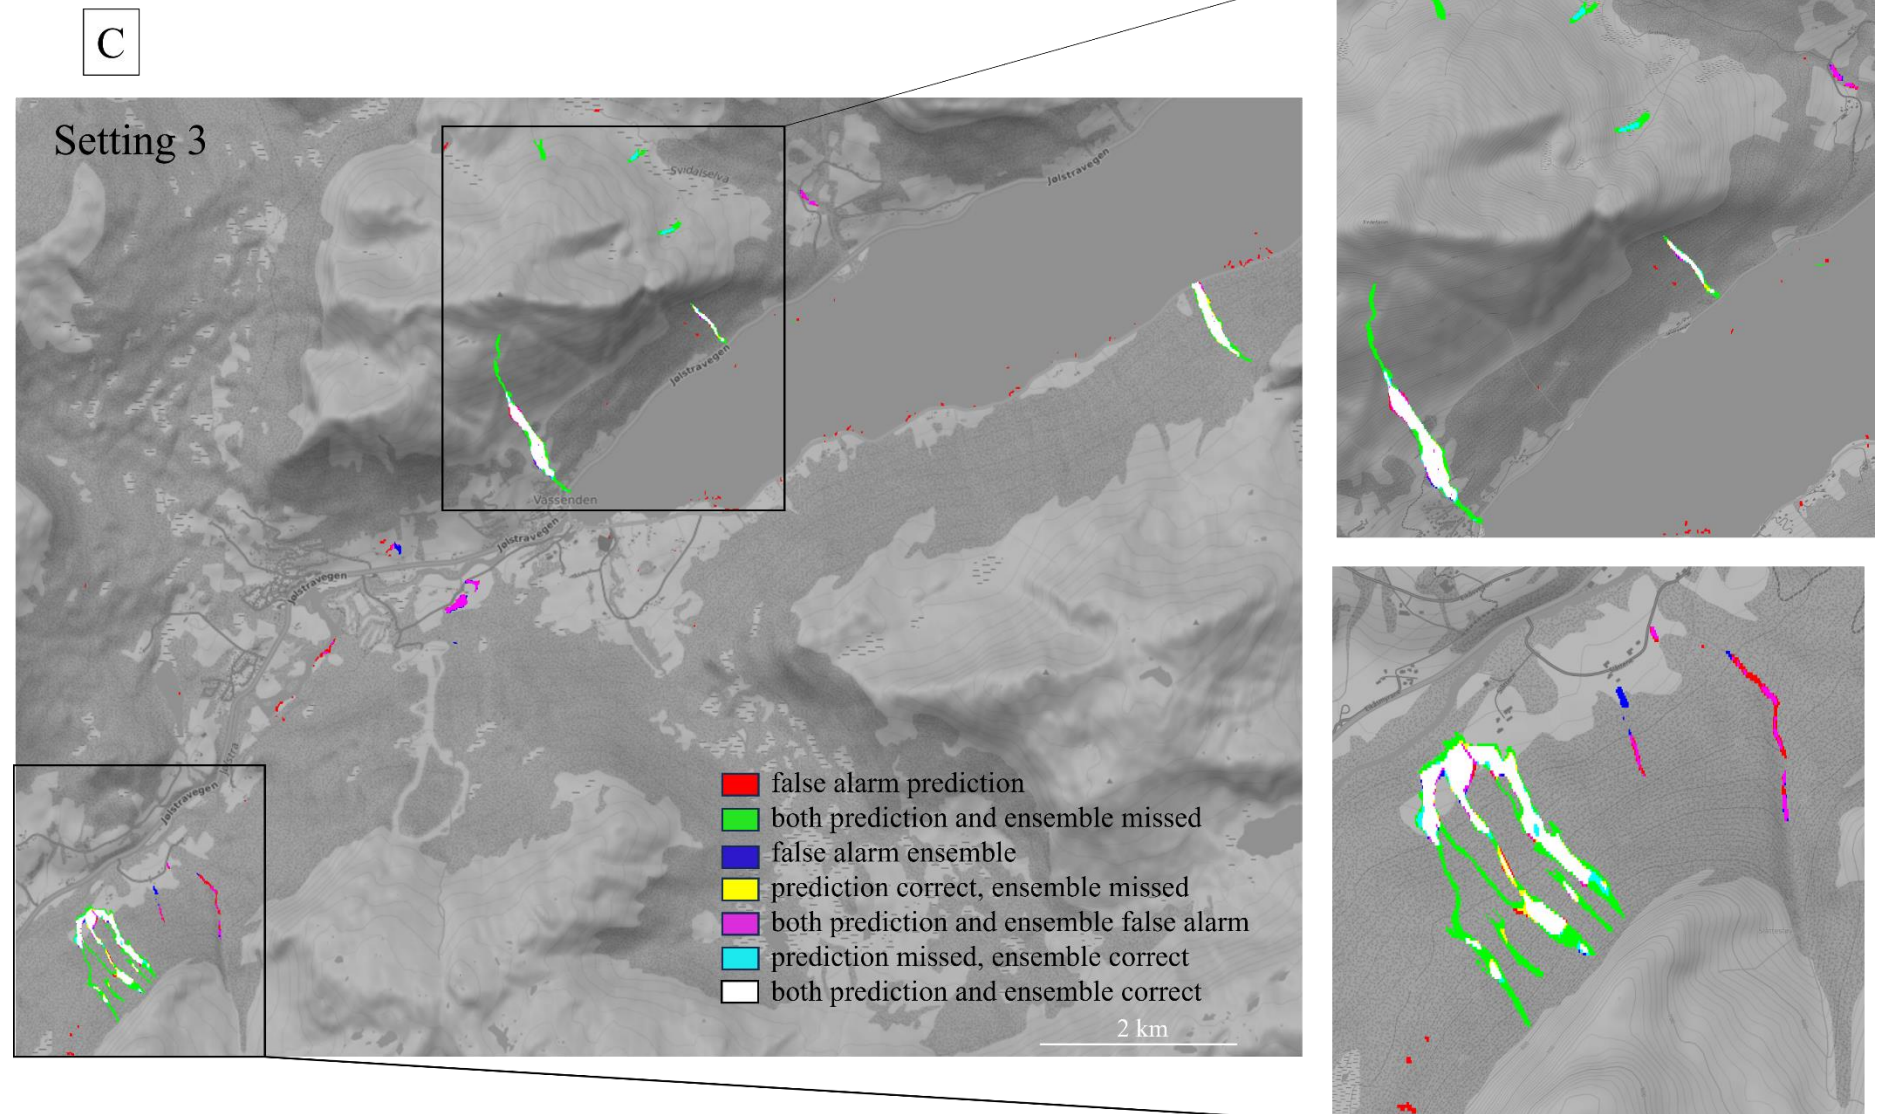 C
Setting 3
Svidalselva
Jølstravegen
Jølstravegen
Vassenden
Jølstravegen
Jølstravegen
Jølstra
Jølstravegen
false alarm prediction
both prediction and ensemble missed
false alarm ensemble
prediction correct, ensemble missed
both prediction and ensemble false alarm
prediction missed, ensemble correct
both prediction and ensemble correct
2 km